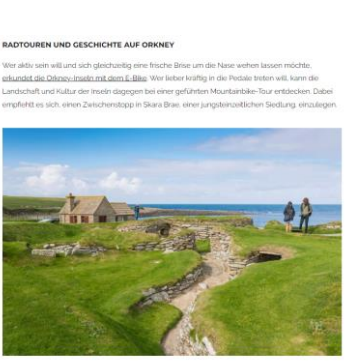 RADTOUREN UND GESCHICHTE AUF ORKNEY
Wer aktiv sein will und sich gleichzeitig eine frische Brise um die Nase wehen lassen möchte,
erkundet die Orkney-Inseln mit dem E-Bike. Wer lieber kräftig in die Pedale treten will, kann die
Landschaft und Kultur der Inseln dagegen bei einer geführten Mountainbike-Tour entdecken. Dabei
empfiehlt es sich, einen Zwischenstopp in Skara Brae, einer jungsteinzeitlichen Siedlung, einzulegen.